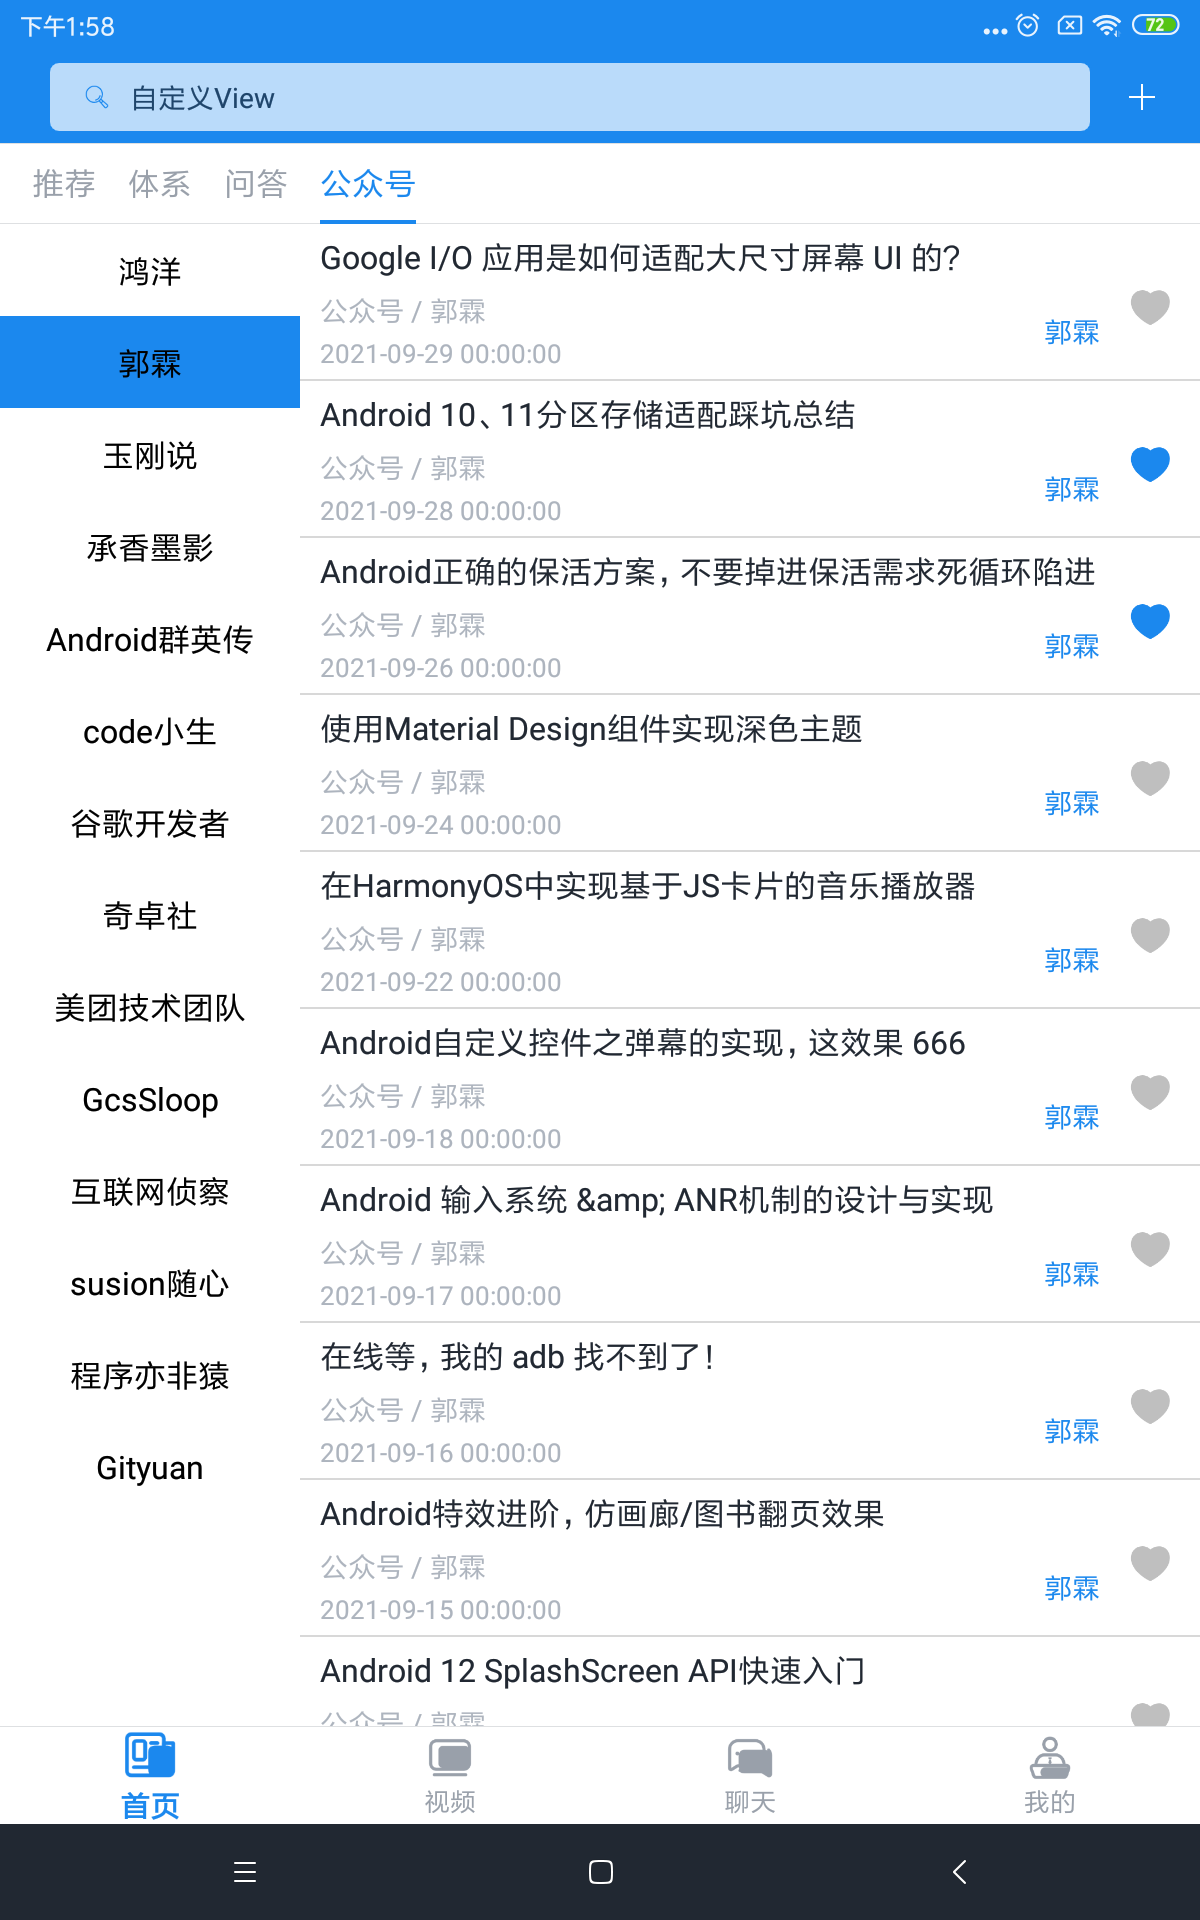 下午1:58
72
自定义View
推荐 体系 问答 公众号
鸿洋
郭霖
玉刚说
承香墨影
Android群英传
code小生
谷歌开发者
奇卓社
美团技术团队
GcsSloop
互联网侦察
susion随心
程序亦非猿
Gityuan
Google I/O 应用是如何适配大尺寸屏幕 UI 的?
公众号 / 郭霖
郭霖
2021-09-29 00:00:00
Android 10、11分区存储适配踩坑总结
公众号 / 郭霖
郭霖
2021-09-28 00:00:00
Android正确的保活方案，不要掉进保活需求死循环陷进
公众号 / 郭霖
郭霖
2021-09-26 00:00:00
使用Material Design组件实现深色主题
公众号 / 郭霖
郭霖
2021-09-24 00:00:00
在HarmonyOS中实现基于JS卡片的音乐播放器
公众号 / 郭霖
郭霖
2021-09-22 00:00:00
Android自定义控件之弹幕的实现，这效果 666
公众号 / 郭霖
郭霖
2021-09-18 00:00:00
Android 输入系统 &amp; ANR机制的设计与实现
公众号 / 郭霖
郭霖
2021-09-17 00:00:00
在线等，我的 adb 找不到了！
公众号 / 郭霖
郭霖
2021-09-16 00:00:00
Android特效进阶，仿画廊/图书翻页效果
公众号 / 郭霖
郭霖
2021-09-15 00:00:00
Android 12 SplashScreen API快速入门
公众号 / 郭霖
首页 视频 聊天 我的